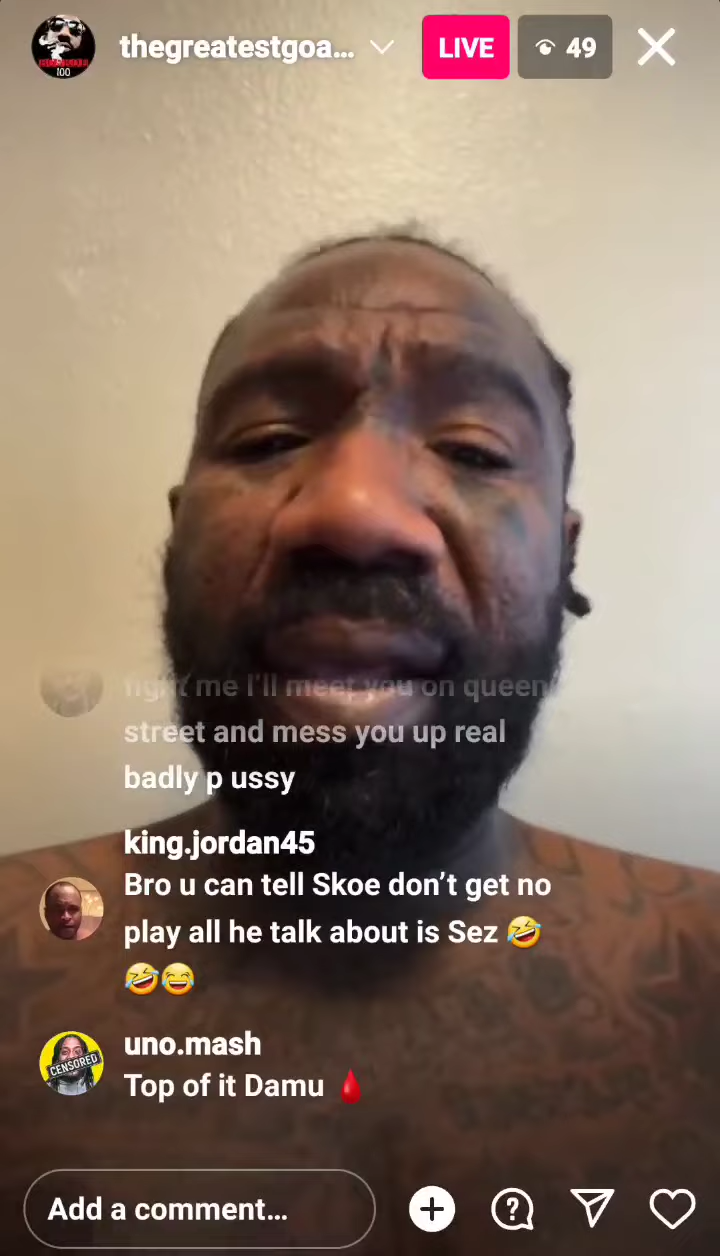 thegreatestgoa...
LIVE
49
100
fight me I'll meet you on queen
street and mess you up real
badly p ussy
king.jordan45
Bro u can tell Skoe don’t get no
play all he talk about is Sez 🤣
🤣😂
CENSORED
uno.mash
Top of it Damu 🩸
Add a comment...